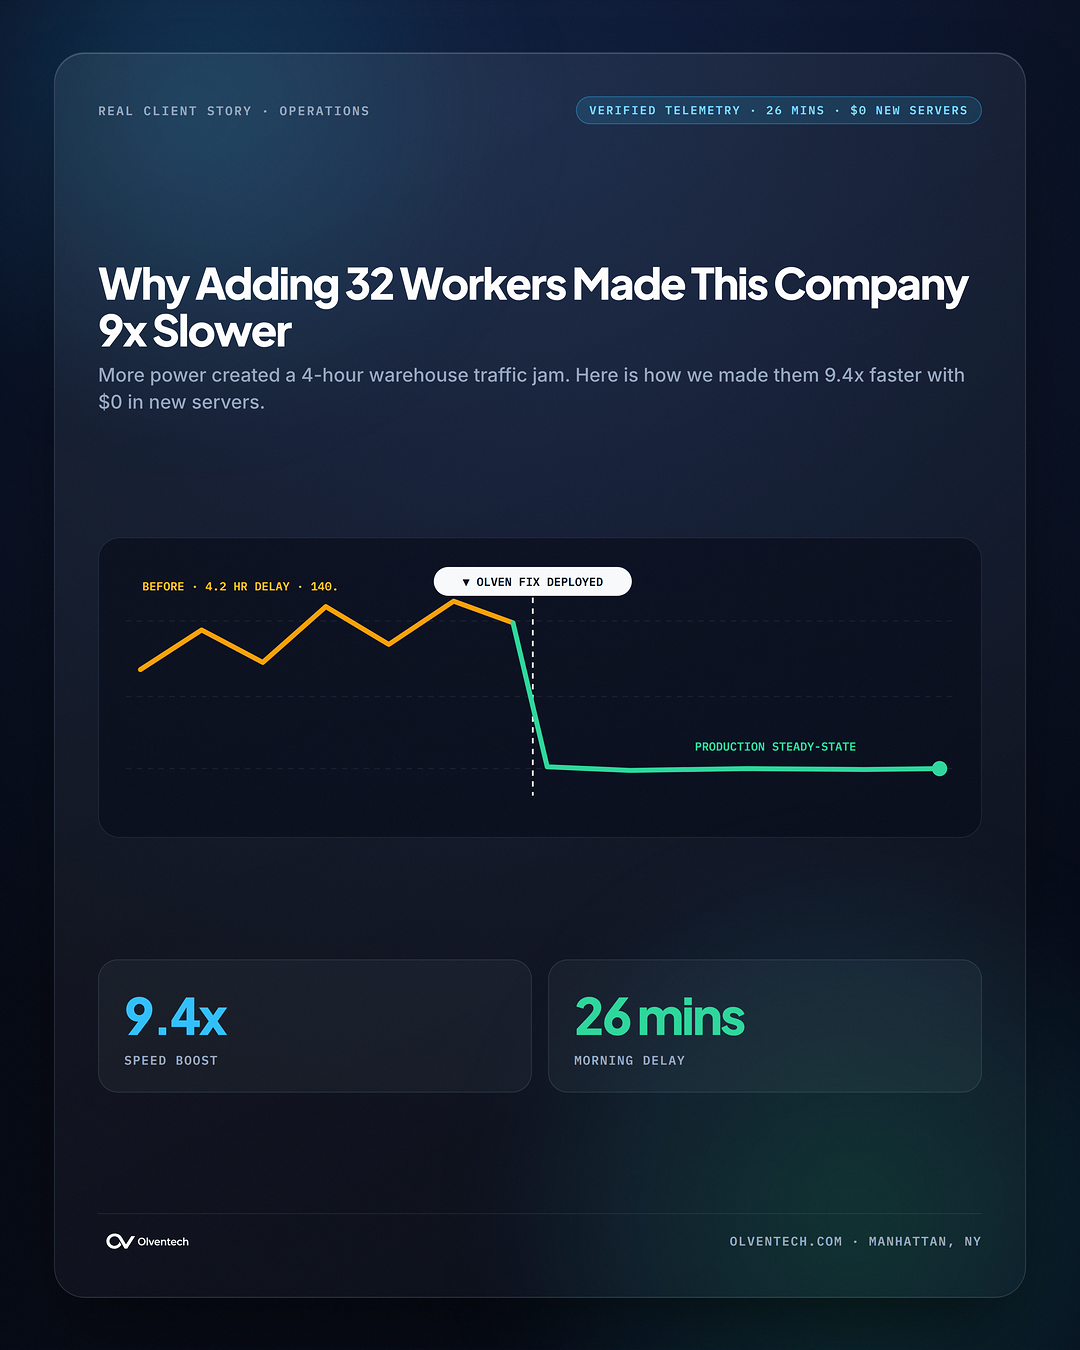 REAL CLIENT STORY · OPERATIONS
VERIFIED TELEMETRY · 26 MINS · $0 NEW SERVERS
Why Adding 32 Workers Made This Company
9x Slower
More power created a 4-hour warehouse traffic jam. Here is how we made them 9.4x faster with
$0 in new servers.
BEFORE · 4.2 HR DELAY · 140.
▼ OLVEN FIX DEPLOYED
PRODUCTION STEADY-STATE
9.4x
SPEED BOOST
26 mins
MORNING DELAY
Olventech
OLVENTECH.COM · MANHATTAN, NY